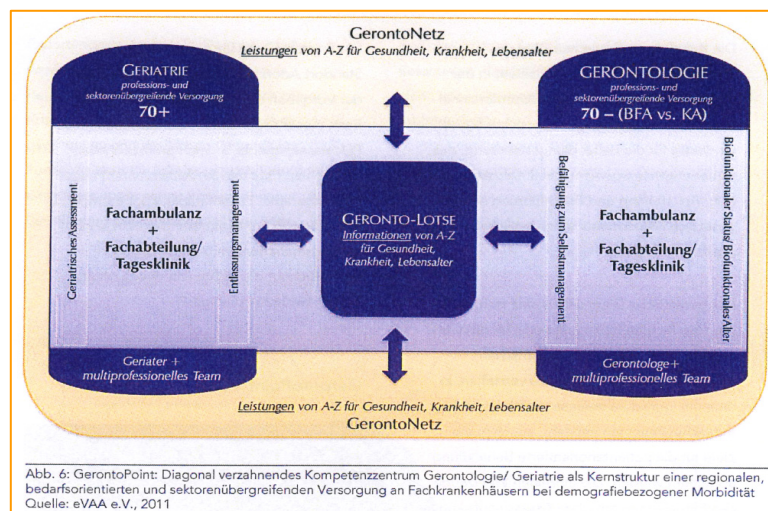 GerontoNetz
Leistungen von A-Z für Gesundheit, Krankheit, Lebensalter
GERIATRIE
professions- und
sektorenübergreifende Versorgung
70+
GERONTOLOGIE
professions- und
sektorenübergreifende Versorgung
70 – (BFA vs. KA)
Geriatrisches Assessment
Fachambulanz
+
Fachabteilung/
Tagesklinik
Entlassungsmanagement
GERONTO-LOTSE
Informationen von A-Z
für Gesundheit,
Krankheit, Lebensalter
Befähigung zum Selbstmanagement
Fachambulanz
+
Fachabteilung/
Tagesklinik
Biofunktionaler Status/ Biofunktionales Alter
Geriater +
multiprofessionelles Team
Gerontologe+
multiprofessionelles Team
Leistungen von A-Z für Gesundheit, Krankheit, Lebensalter
GerontoNetz
Abb. 6: GerontoPoint: Diagonal verzahnendes Kompetenzzentrum Gerontologie/ Geriatrie als Kernstruktur einer regionalen,
bedarfsorientierten und sektorenübergreifenden Versorgung an Fachkrankenhäusern bei demografiebezogener Morbidität
Quelle: eVAA e.V., 2011